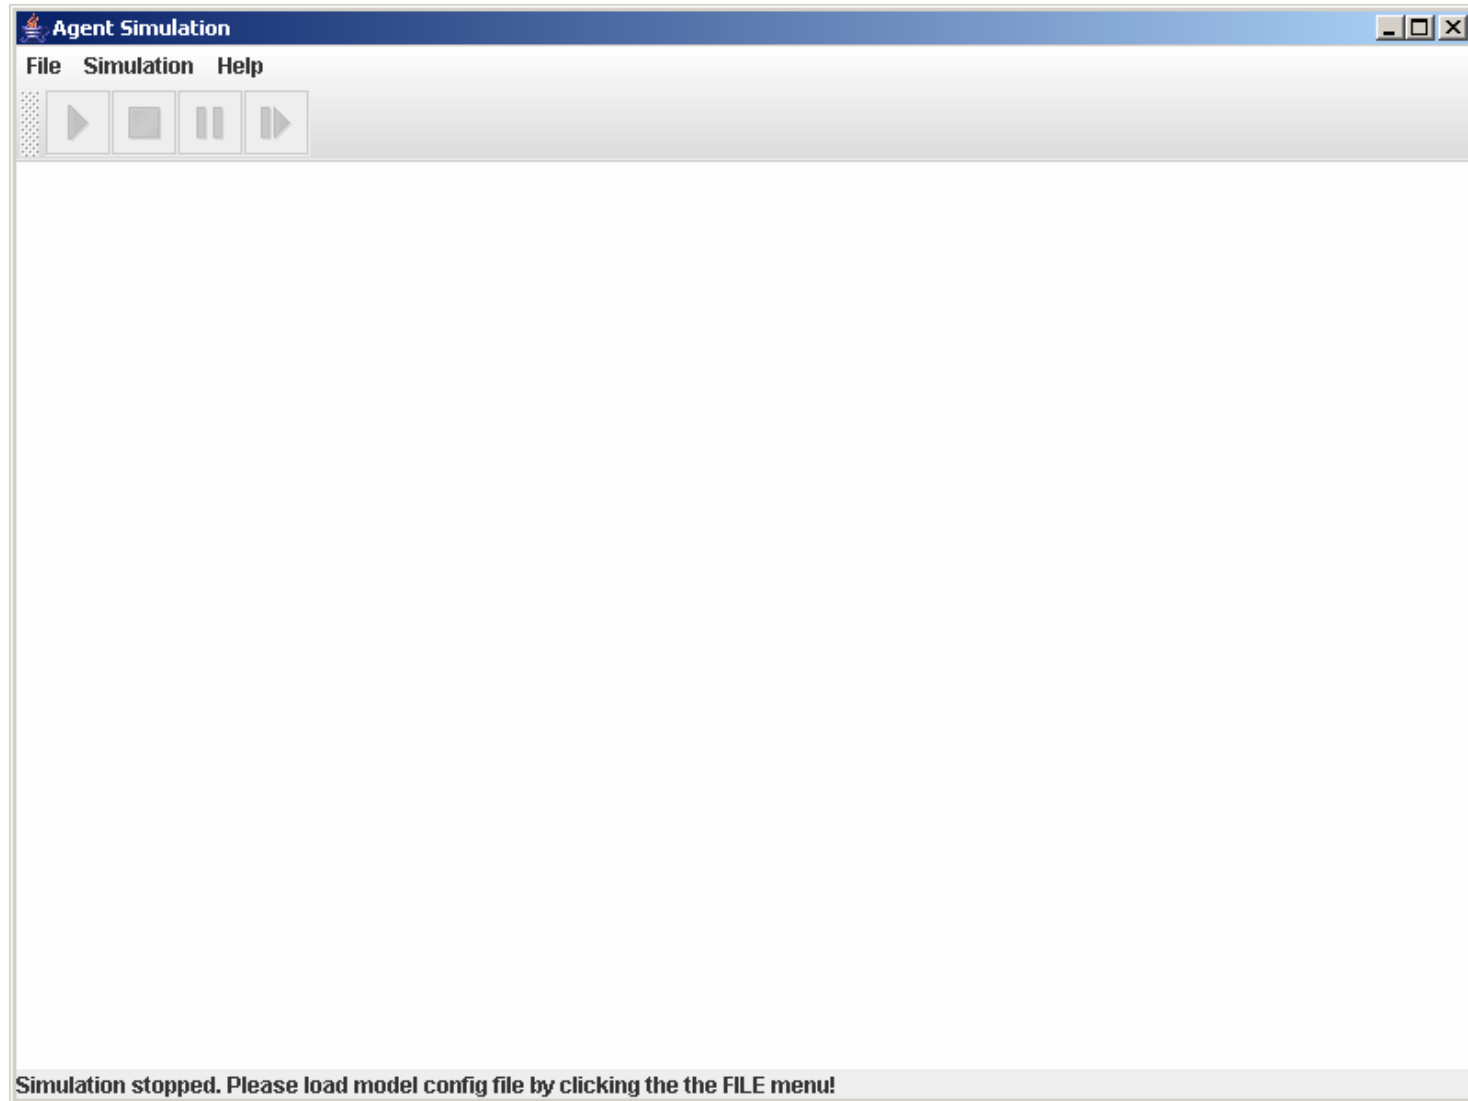 Agent Simulation
File Simulation Help
Simulation stopped. Please load model config file by clicking the the FILE menu!